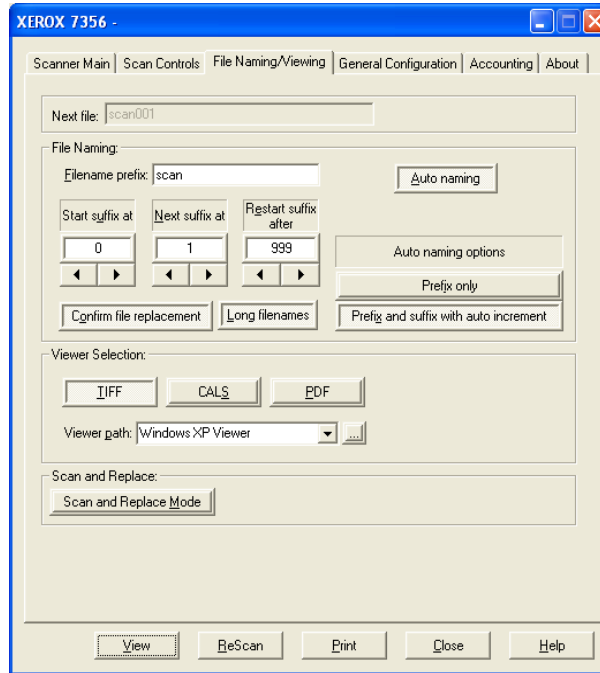 XEROX 7356 -
Scanner Main Scan Controls File Naming/Viewing General Configuration Accounting About
Next file: scan001
File Naming:
Filename prefix: scan
Auto naming
Start suffix at Next suffix at Restart suffix after
0 1 999
Auto naming options
Prefix only
Confirm file replacement Long filenames Prefix and suffix with auto increment
Viewer Selection:
TIFF CALS PDF
Viewer path: Windows XP Viewer ...
Scan and Replace:
Scan and Replace Mode
View ReScan Print Close Help